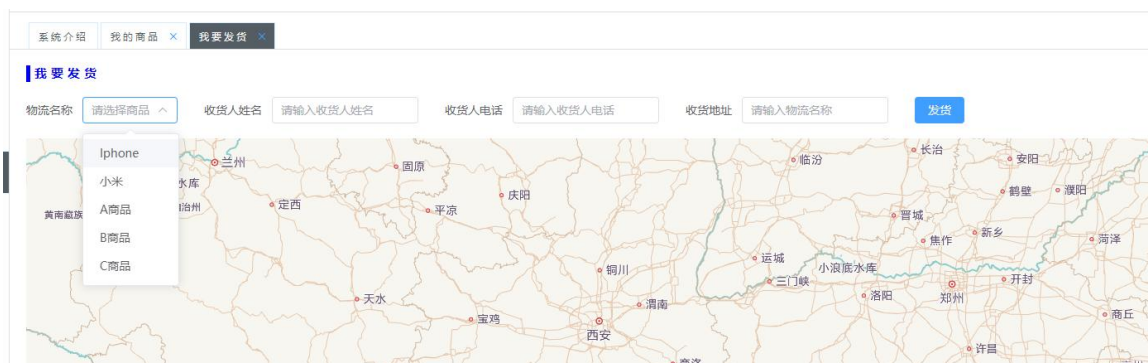 系统介绍 我的商品 × 我要发货 ×
我要发货
物流名称 请选择商品 收货人姓名 请输入收货人姓名 收货人电话 请输入收货人电话 收货地址 请输入物流名称 发货
Iphone
小米
A商品
B商品
C商品
兰州
固原
临汾
长治
安阳
水库
庆阳
鹤壁
濮阳
黄南藏族
治州
定西
平凉
晋城
焦作
新乡
菏泽
铜川
运城
小浪底水库
三门峡
洛阳
郑州
开封
天水
渭南
宝鸡
西安
商丘
许昌